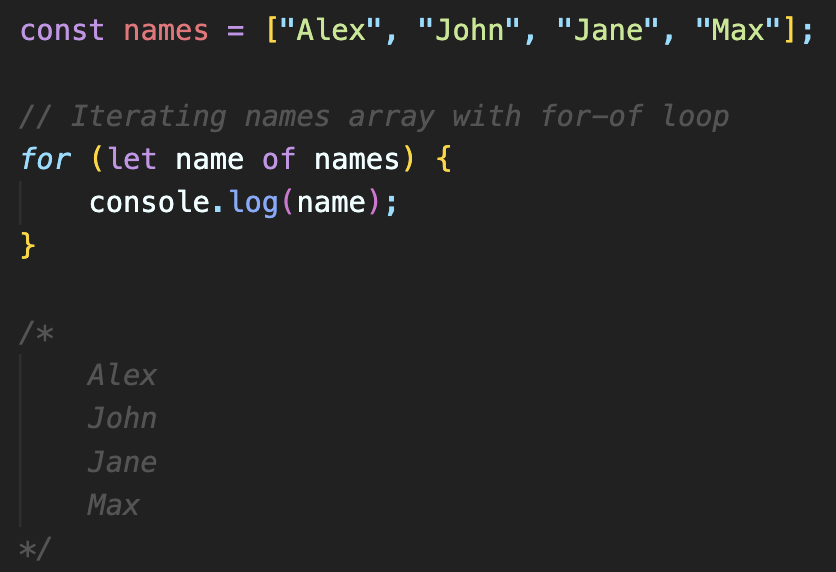 const names = ["Alex", "John", "Jane", "Max"];
// Iterating names array with for-of loop
for (let name of names) {
    console.log(name);
}
/*
    Alex
    John
    Jane
    Max
*/